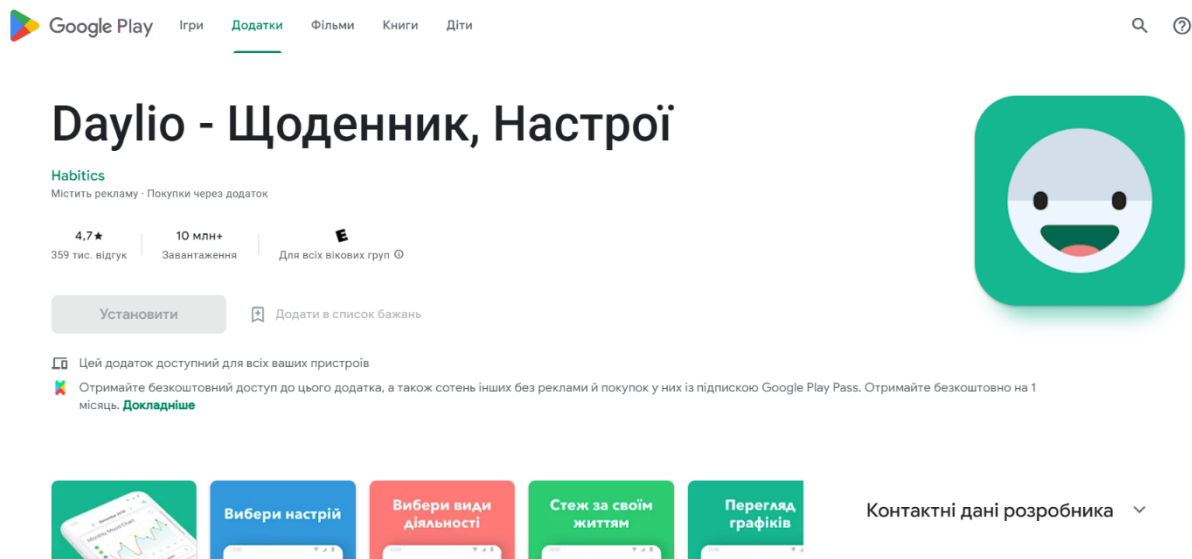 Google Play Ігри Додатки Фільми Книги Діти
Daylio - Щоденник, Настрої
Habitics
Містить рекламу · Покупки через додаток
4,7★ 10 млн+ E
359 тис. відгук Завантаження Для всіх вікових груп
Установити Додати в список бажань
Цей додаток доступний для всіх ваших пристроїв
Отримайте безкоштовний доступ до цього додатка, а також сотень інших без реклами й покупок у них із підпискою Google Play Pass. Отримайте безкоштовно на 1
місяць. Докладніше
Monthly Mood Chart
Вибери настрій
Вибери види
діяльності
Стеж за своїм
життям
Перегляд
графіків
Контактні дані розробника